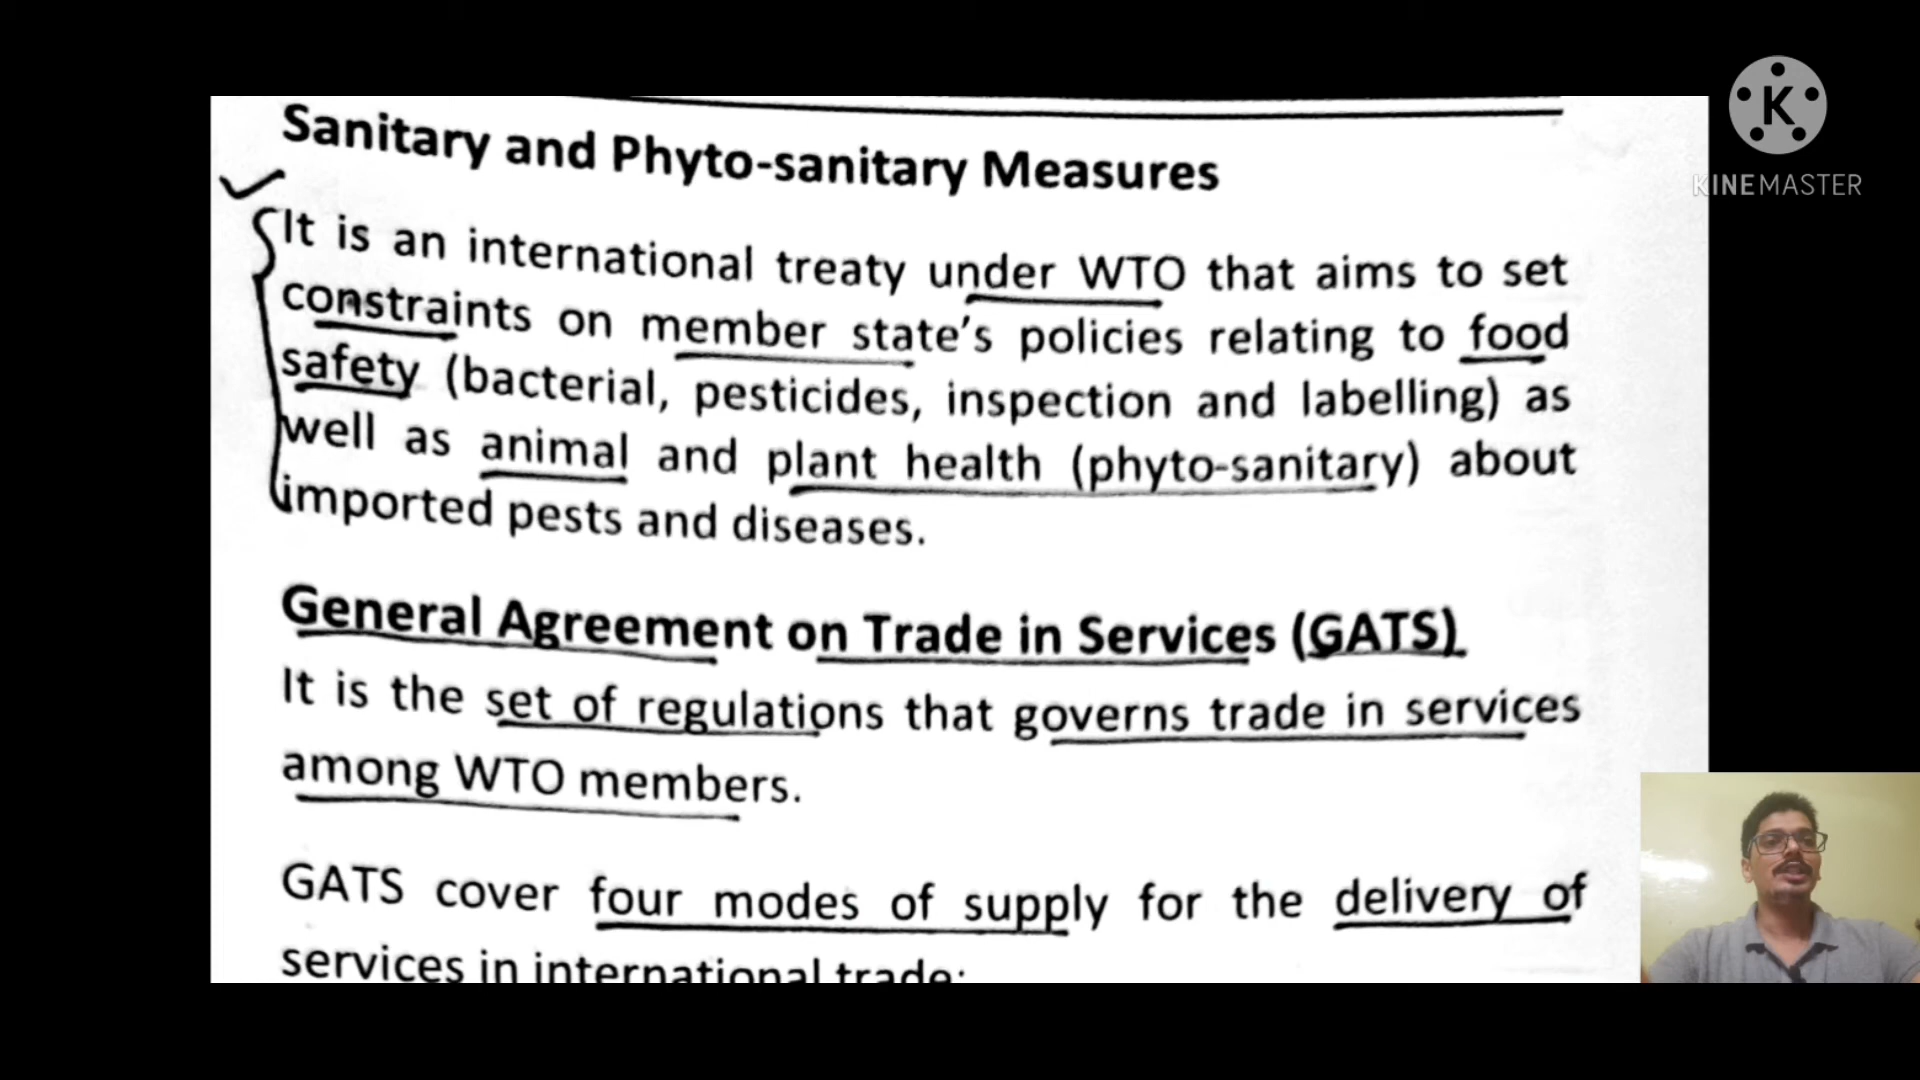 Sanitary and Phyto-sanitary Measures
It is an international treaty under WTO that aims to set
constraints on member state's policies relating to food
safety (bacterial, pesticides, inspection and labelling) as
well as animal and plant health (phyto-sanitary) about
imported pests and diseases.
General Agreement on Trade in Services (GATS)
It is the set of regulations that governs trade in services
among WTO members.
GATS cover four modes of supply for the delivery of
services in international trade:
K
KINEMASTER